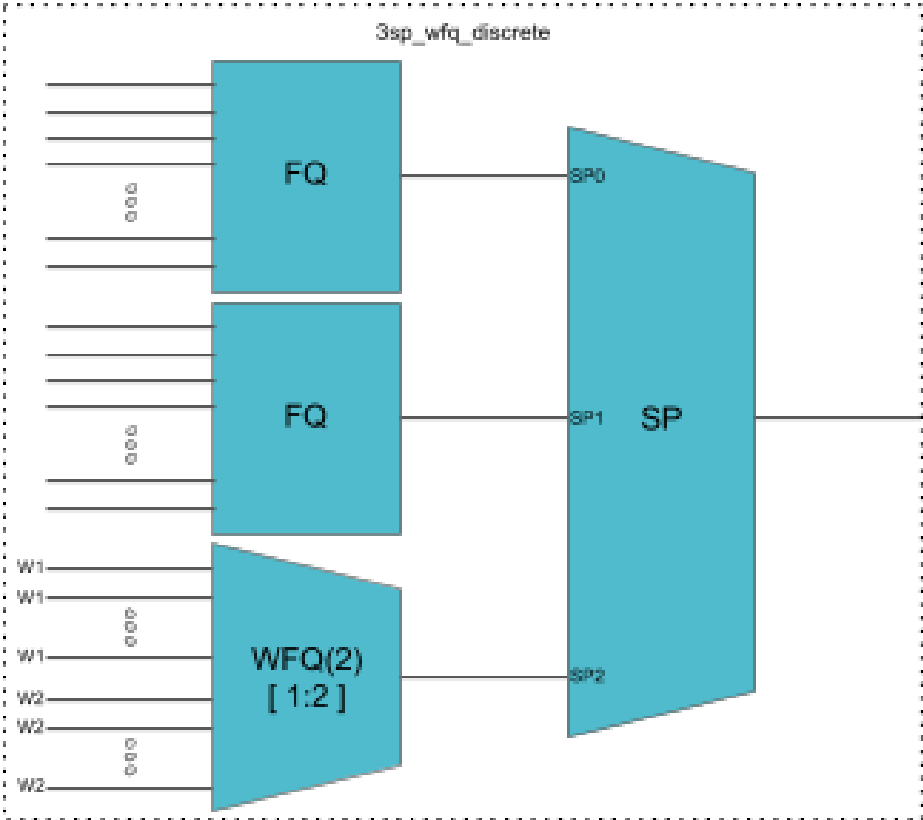 3sp_wfq_discrete
FQ
SP0
FQ
SP1
SP
W1
W1
W1
WFQ(2)
[ 1:2 ]
SP2
W2
W2
W2